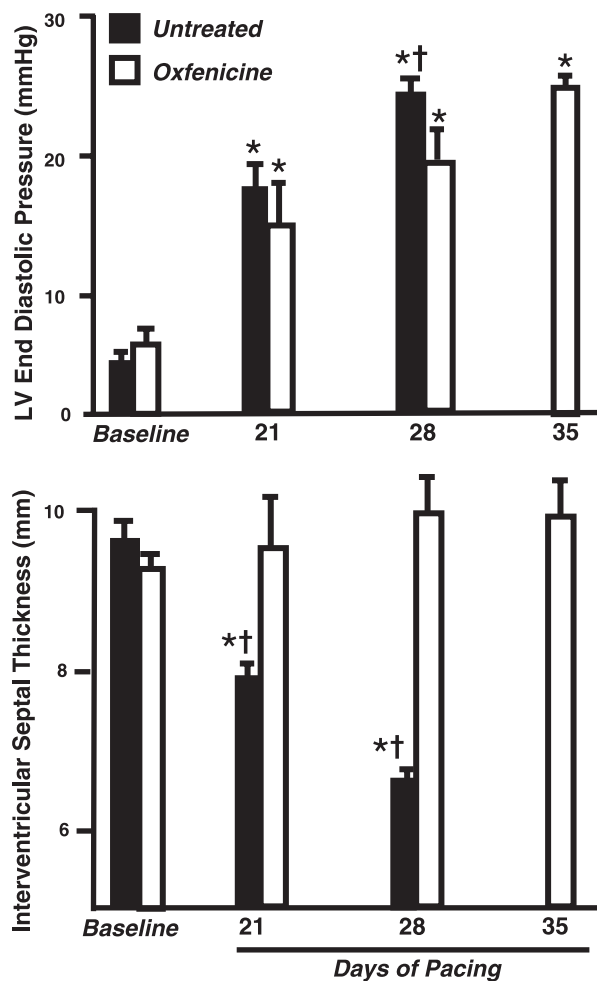 30
Untreated
Oxfenicine
*†
*
*
*
*
20
10
0
LV End Diastolic Pressure (mmHg)
Baseline 21 28 35
10
*†
8
*†
6
Interventricular Septal Thickness (mm)
Baseline 21 28 35
Days of Pacing